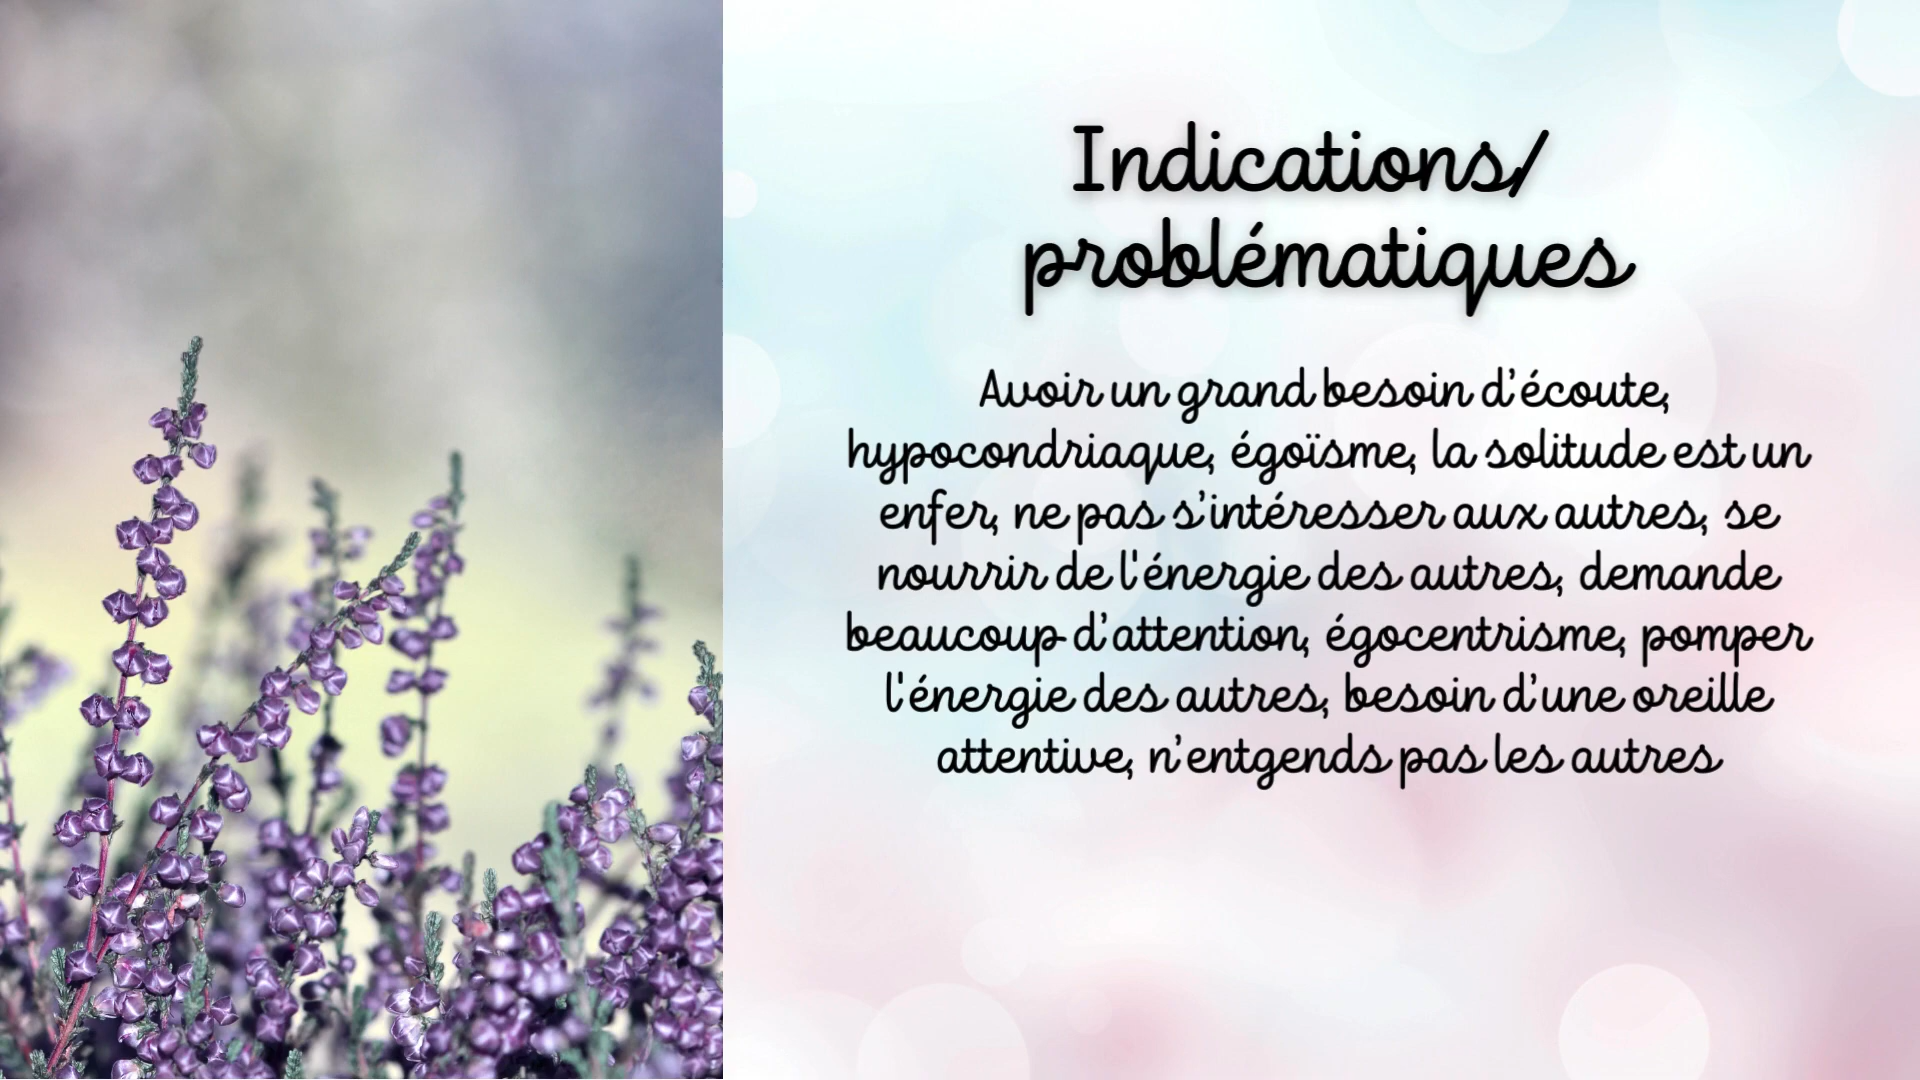 Indications/
problématiques
Avoir un grand besoin d’écoute,
hypocondriaque, égoïsme, la solitude est un
enfer, ne pas s’intéresser aux autres, se
nourrir de l'énergie des autres, demande
beaucoup d’attention, égocentrisme, pomper
l'énergie des autres, besoin d’une oreille
attentive, n’entgends pas les autres